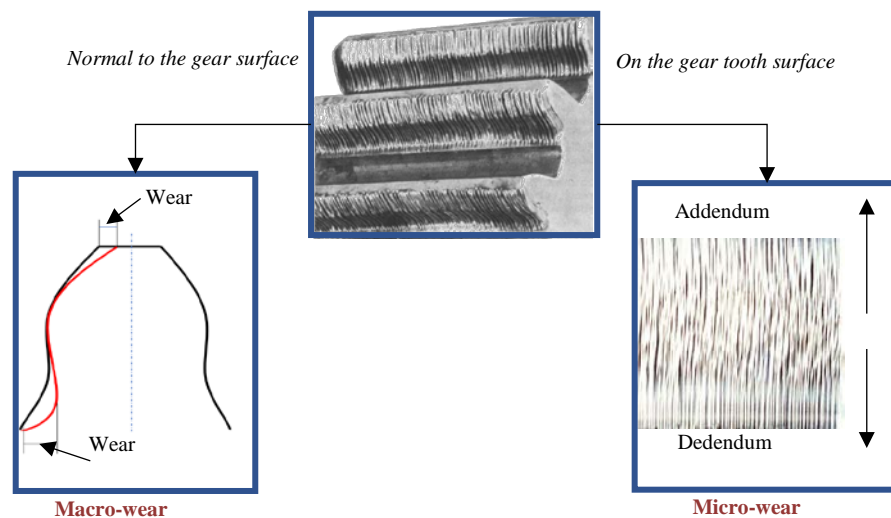 Normal to the gear surface
On the gear tooth surface
Wear
Wear
Macro-wear
Addendum
Dedendum
Micro-wear